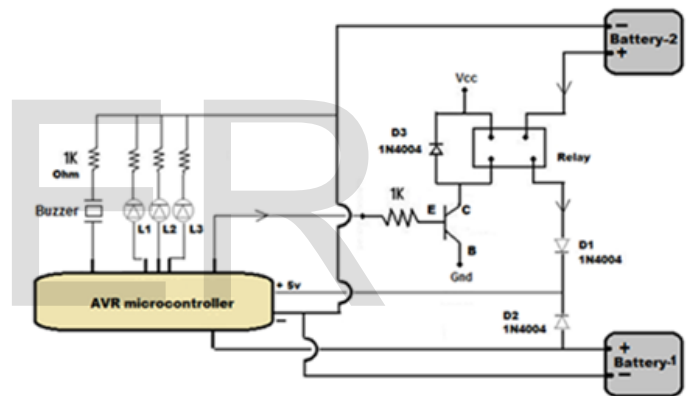 Battery-2
− +
Vcc
D3
1N4004
Relay
1K
Ohm
1K
Buzzer
L1 L2 L3
E C
B
Gnd
D1
1N4004
AVR microcontroller
+ 5v
−
D2
1N4004
+
Battery-1
−
ER